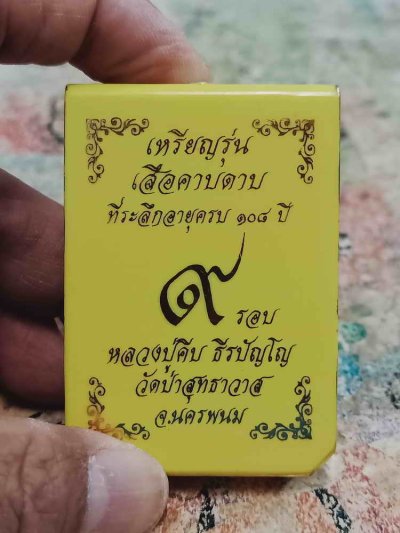 เหรียญรุ่น
เสือคาบดาบ
ที่ระลึกอายุครบ ๑๐๘ ปี
๙ รอบ
หลวงปู่คีบ ธีรปัญโญ
วัดป่าสุทธาวาส
จ.นครพนม